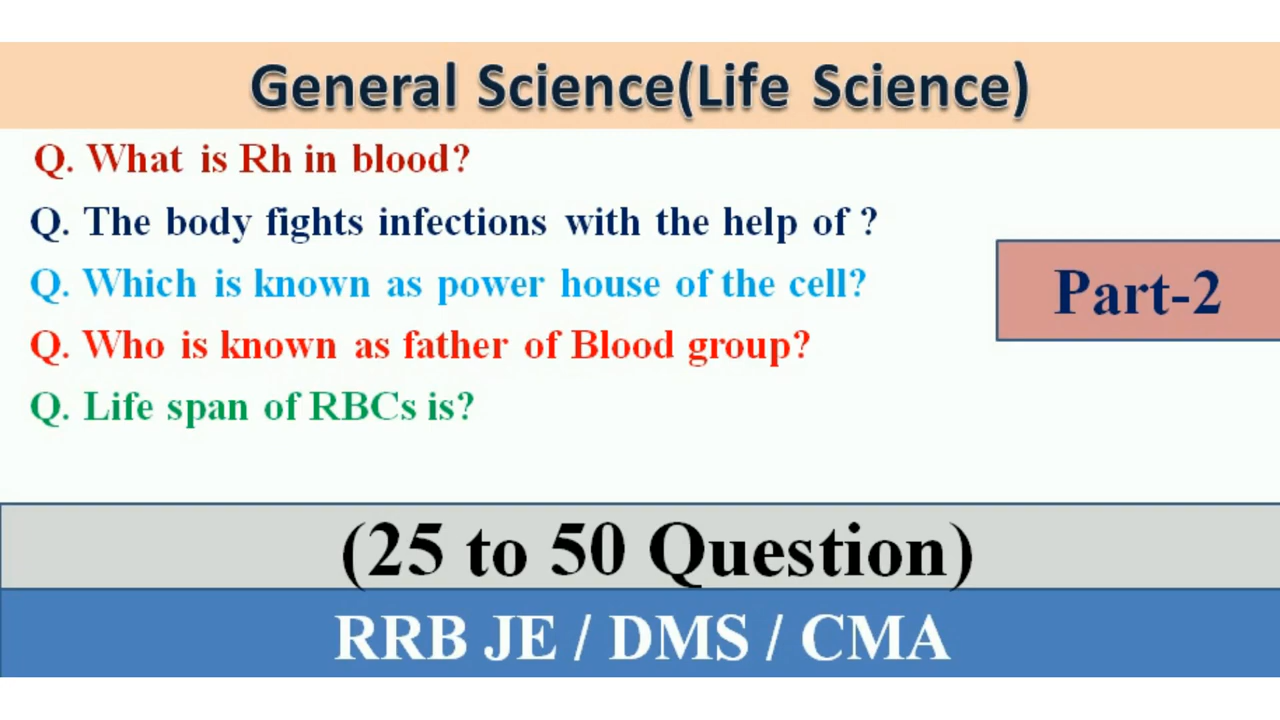 General Science(Life Science)
Q. What is Rh in blood?
Q. The body fights infections with the help of ?
Q. Which is known as power house of the cell?
Part-2
Q. Who is known as father of Blood group?
Q. Life span of RBCs is?
(25 to 50 Question)
RRB JE / DMS / CMA